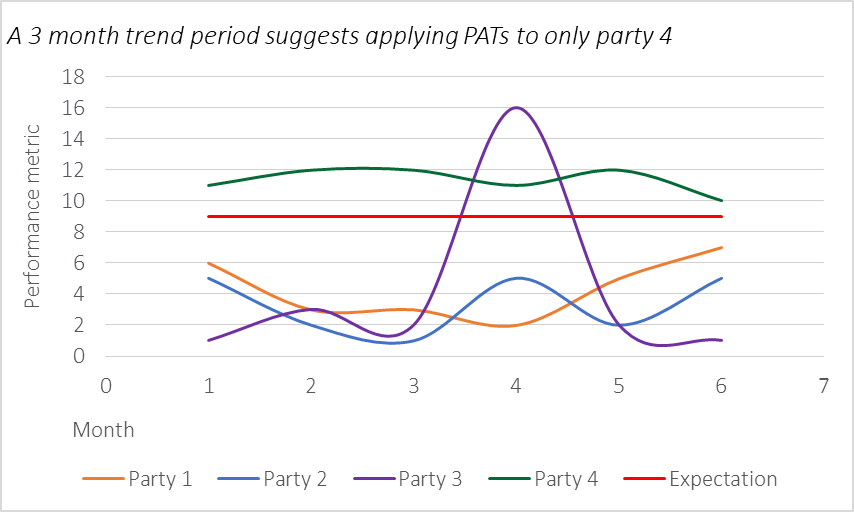 A 3 month trend period suggests applying PATs to only party 4
Performance metric
18
16
14
12
10
8
6
4
2
0
0 1 2 3 4 5 6 7
Month
Party 1 Party 2 Party 3 Party 4 Expectation